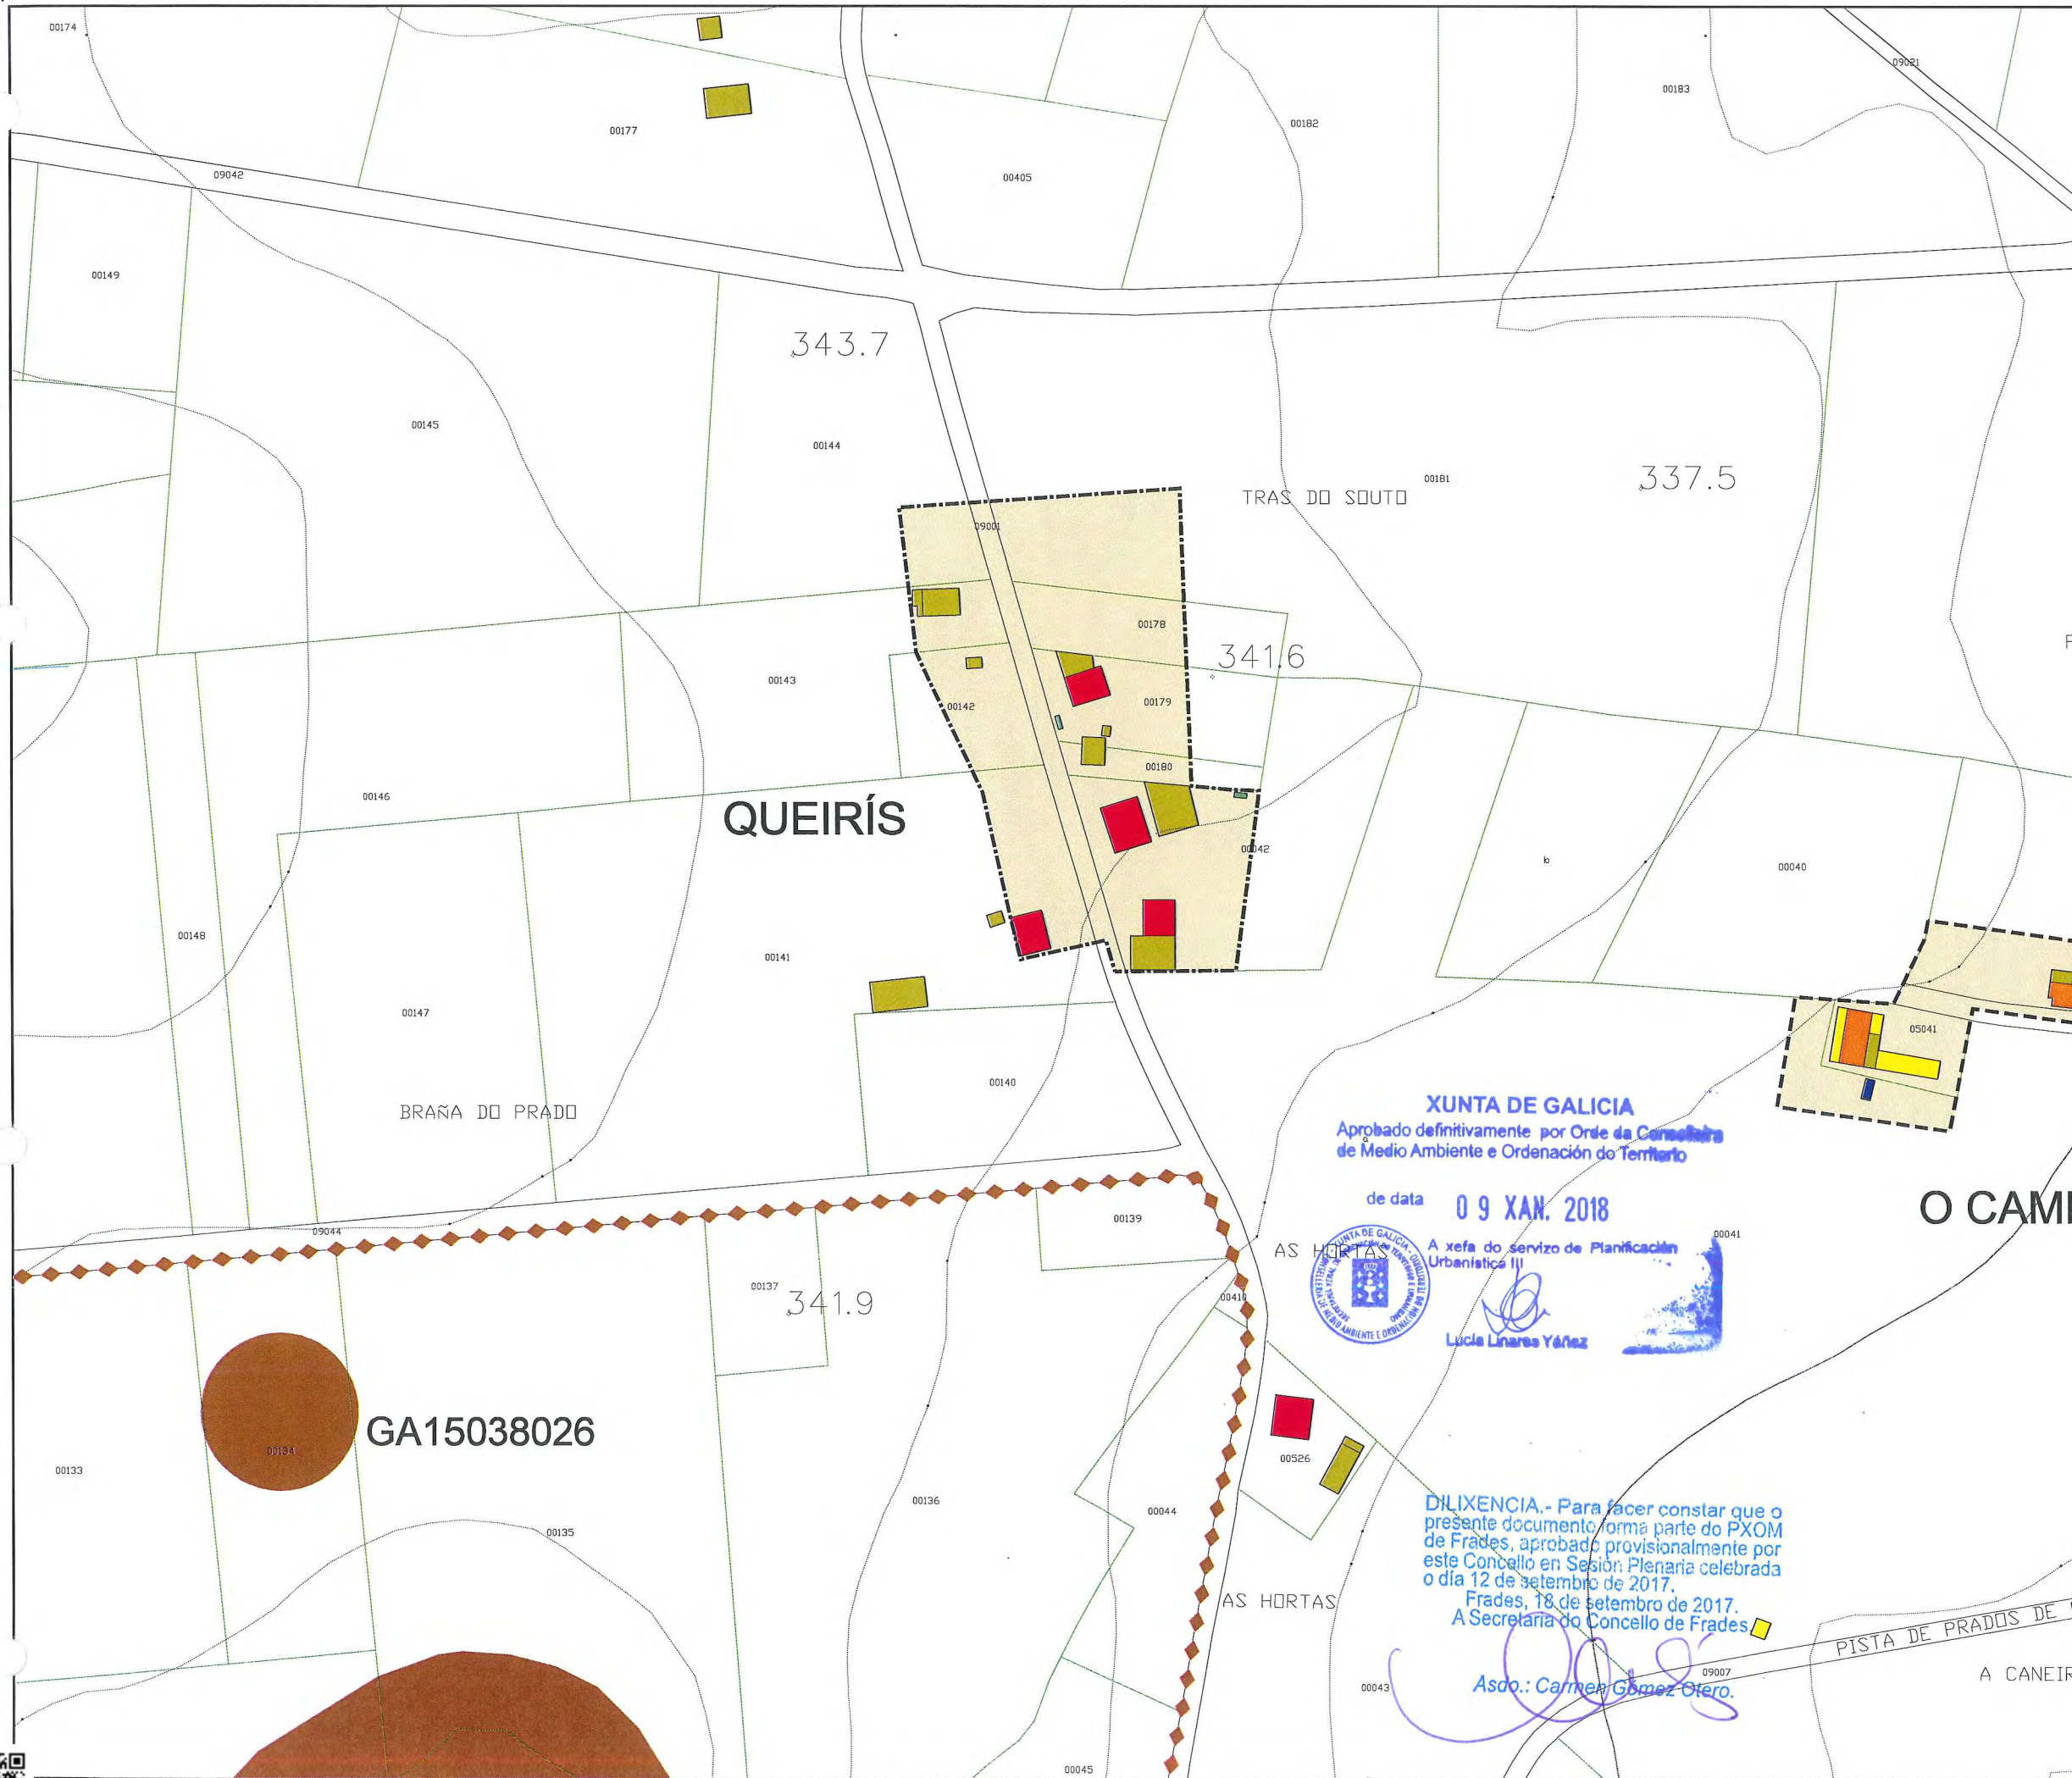 00174
09021
00183
00182
00177
09042
00405
00149
343.7
00145
00144
00181
337.5
TRAS DO SOUTO
09001
00178
341.6
00143
00179
00142
00180
00146
QUEIRÍS
00042
00040
00148
00141
00147
05041
00140
BRAÑA DO PRADO
XUNTA DE GALICIA
Aprobado definitivamente por Orde da Conselleira
de Medio Ambiente e Ordenación do Territorio
de data 09 XAN. 2018
A xefa do servizo de Planificación
Urbanística III
Lucía Linares Yáñez
O CAM
00139
00041
09044
AS HORTAS
00137
341.9
00410
GA15038026
00134
00133
00526
00136
00044
00135
DILIXENCIA.- Para facer constar que o
presente documento forma parte do PXOM
de Frades, aprobado provisionalmente por
este Concello en Sesión Plenaria celebrada
o día 12 de setembro de 2017.
Frades, 18 de setembro de 2017.
A Secretaria do Concello de Frades
Asdo.: Carmen Gómez Otero.
AS HORTAS
PISTA DE PRADOS DE
09007
A CANEIR
00043
00045